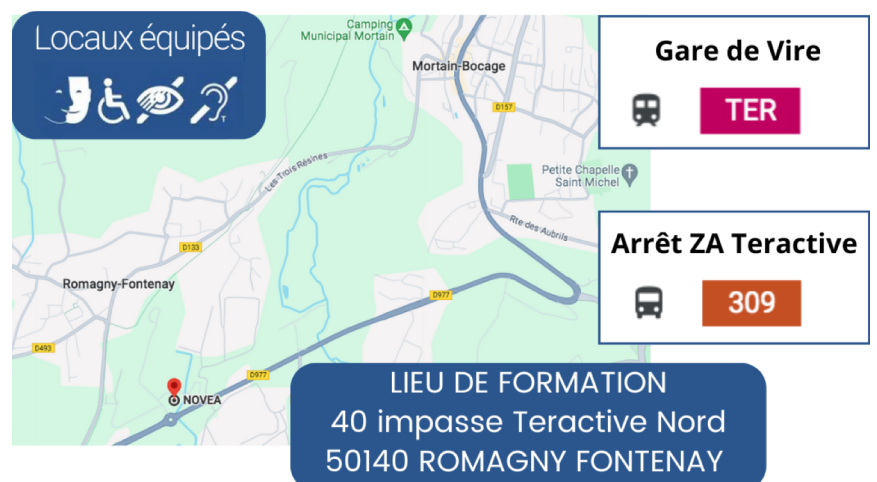 Locaux équipés
T
Camping
Municipal Mortain
Mortain-Bocage
D157
Les Trois Résines
Petite Chapelle
Saint Michel
Rte des Aubrils
D133
Romagny-Fontenay
D977
D493
D977
NOVEA
Gare de Vire
TER
Arrêt ZA Teractive
309
LIEU DE FORMATION
40 impasse Teractive Nord
50140 ROMAGNY FONTENAY